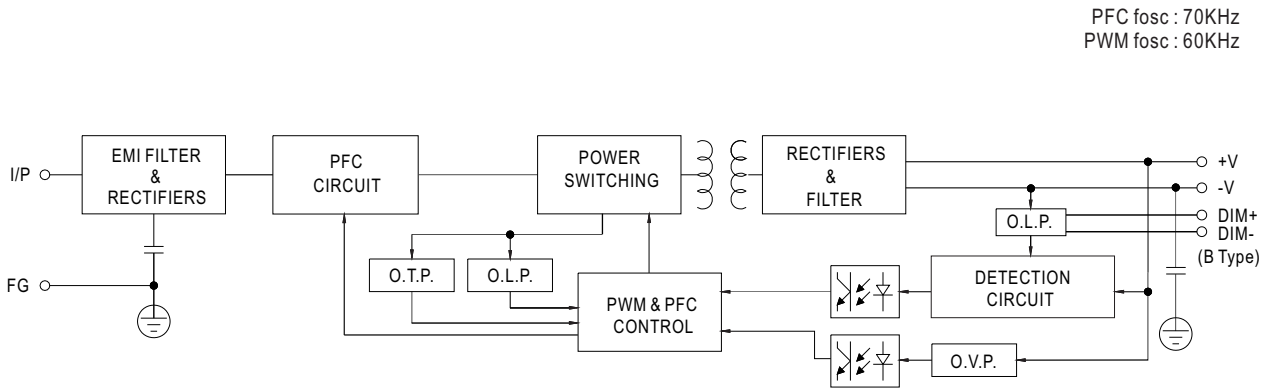 PFC fosc : 70KHz
PWM fosc : 60KHz
I/P
EMI FILTER
&
RECTIFIERS
PFC
CIRCUIT
POWER
SWITCHING
RECTIFIERS
&
FILTER
+V
-V
DIM+
DIM-
(B Type)
O.L.P.
FG
O.T.P.
O.L.P.
PWM & PFC
CONTROL
DETECTION
CIRCUIT
O.V.P.